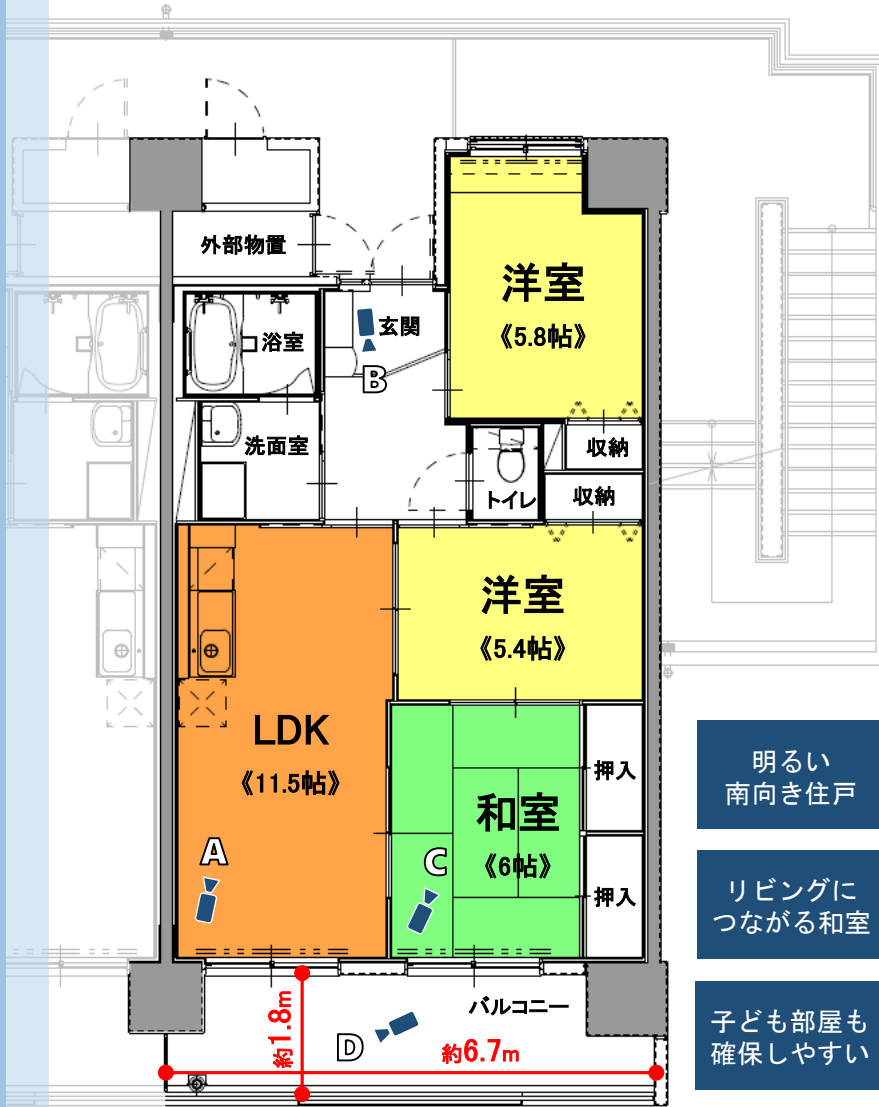 外部物置
洋室
《5.8帖》
浴室
玄関
B
洗面室
トイレ
収納
収納
洋室
《5.4帖》
LDK
《11.5帖》
和室
《6帖》
押入
押入
A
C
明るい
南向き住戸
リビングに
つながる和室
子ども部屋も
確保しやすい
バルコニー
約1.8m
D
約6.7m